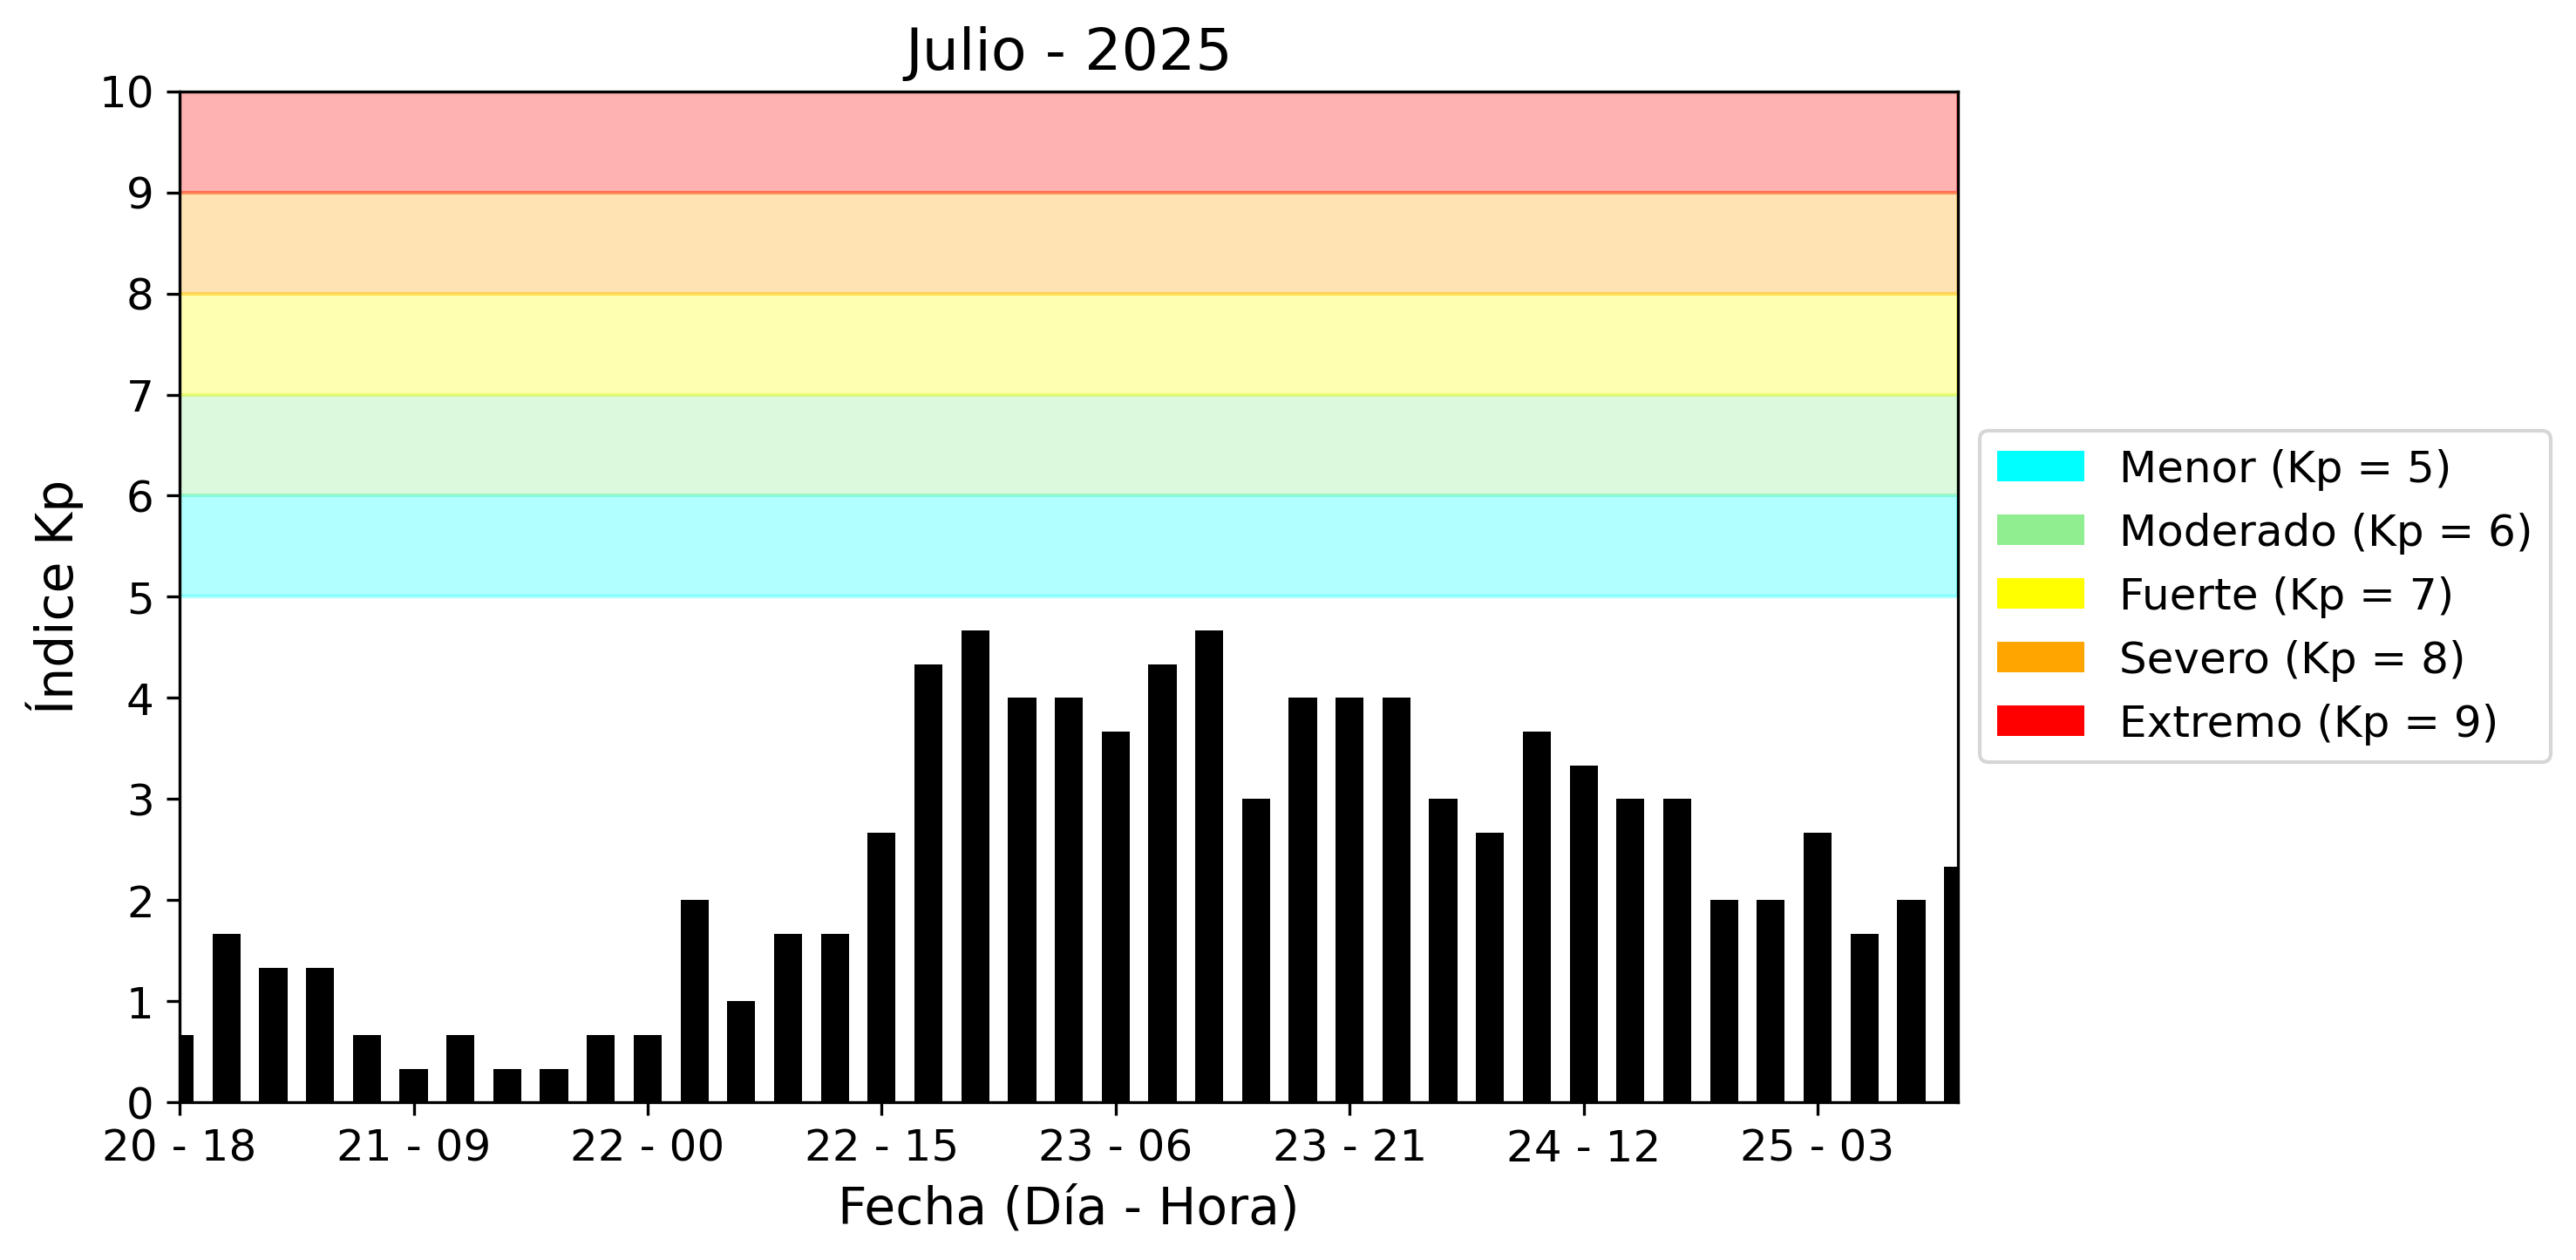 Julio - 2025
10
9
8
7
6
5
4
3
2
1
0
Índice Kp
20 - 18
21 - 09
22 - 00
22 - 15
23 - 06
23 - 21
24 - 12
25 - 03
Fecha (Día - Hora)
Menor (Kp = 5)
Moderado (Kp = 6)
Fuerte (Kp = 7)
Severo (Kp = 8)
Extremo (Kp = 9)